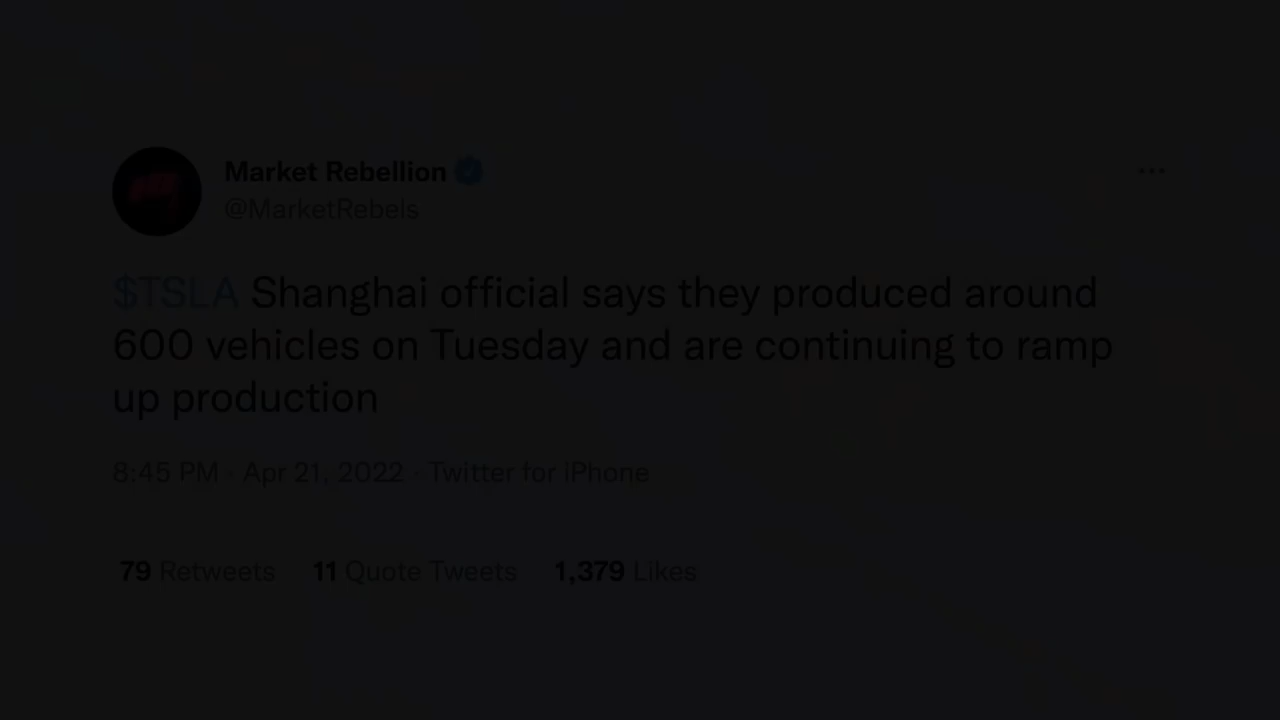 Market Rebellion
@MarketRebels
$TSLA Shanghai official says they produced around
600 vehicles on Tuesday and are continuing to ramp
up production
8:45 PM · Apr 21, 2022 · Twitter for iPhone
79 Retweets 11 Quote Tweets 1,379 Likes